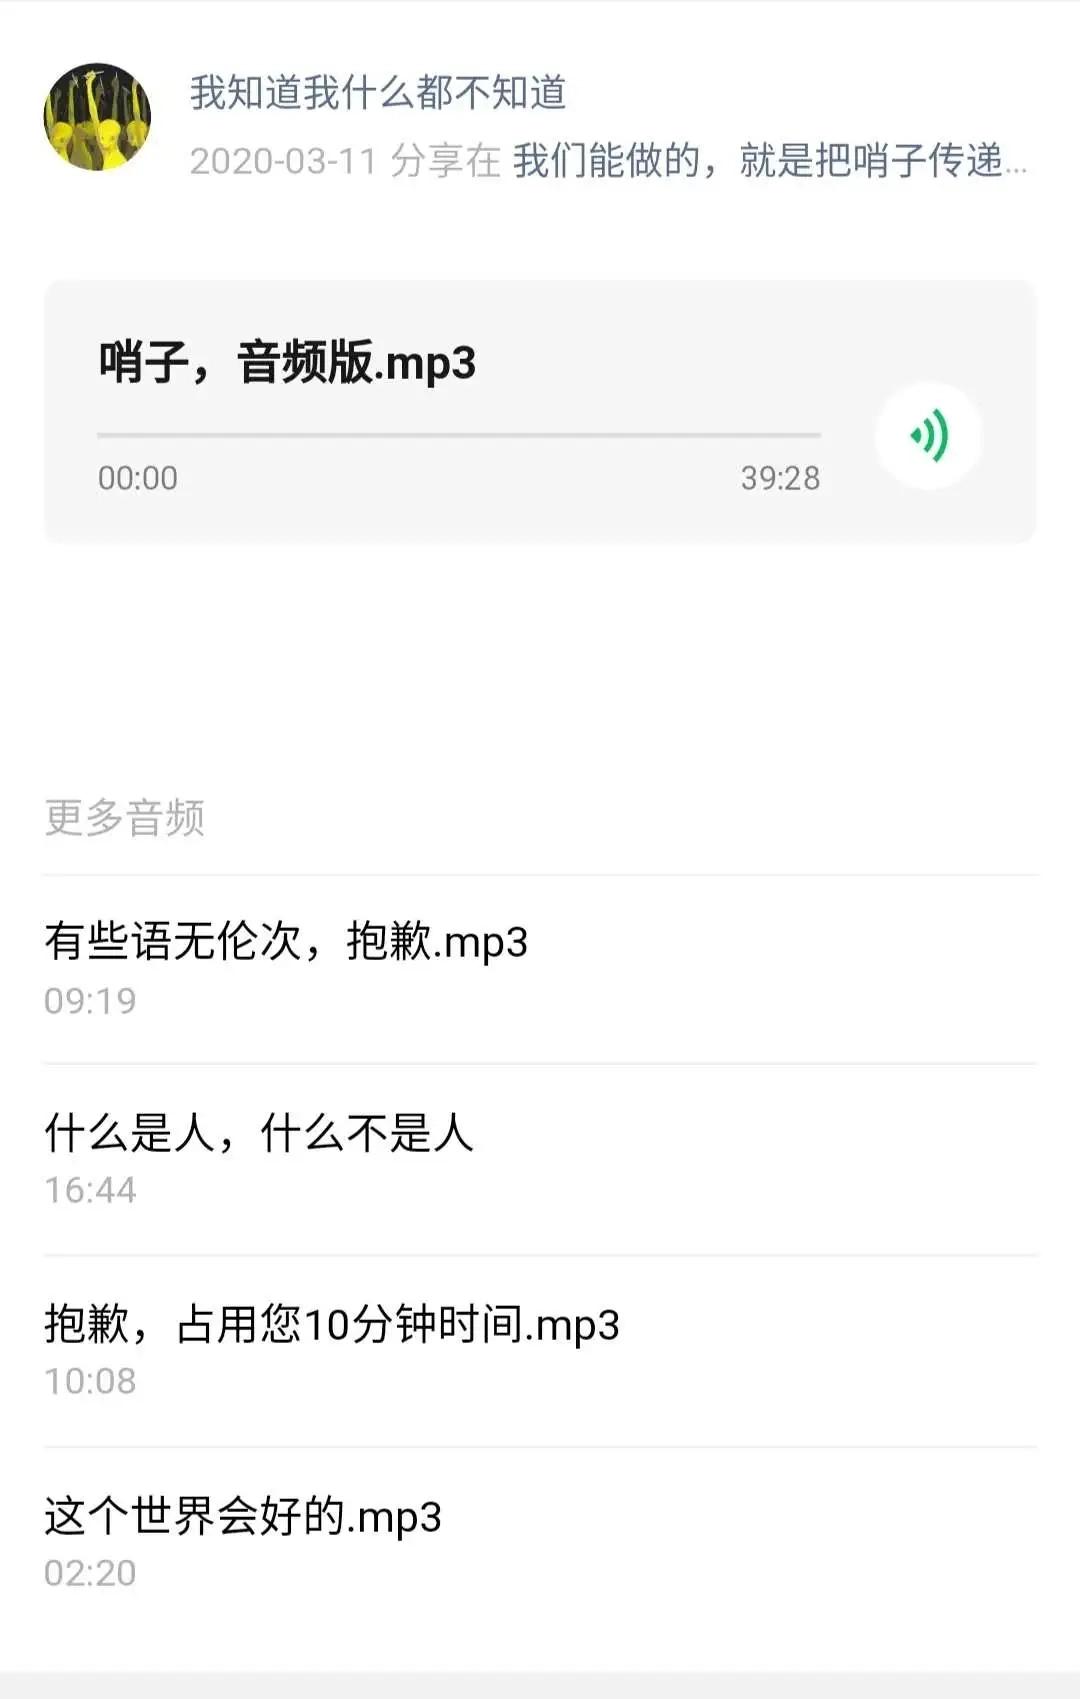 我知道我什么都不知道
2020-03-11 分享在 我们能做的，就是把哨子传递...
哨子，音频版.mp3
00:00 39:28
更多音频
有些语无伦次，抱歉.mp3
09:19
什么是人，什么不是人
16:44
抱歉，占用您10分钟时间.mp3
10:08
这个世界会好的.mp3
02:20